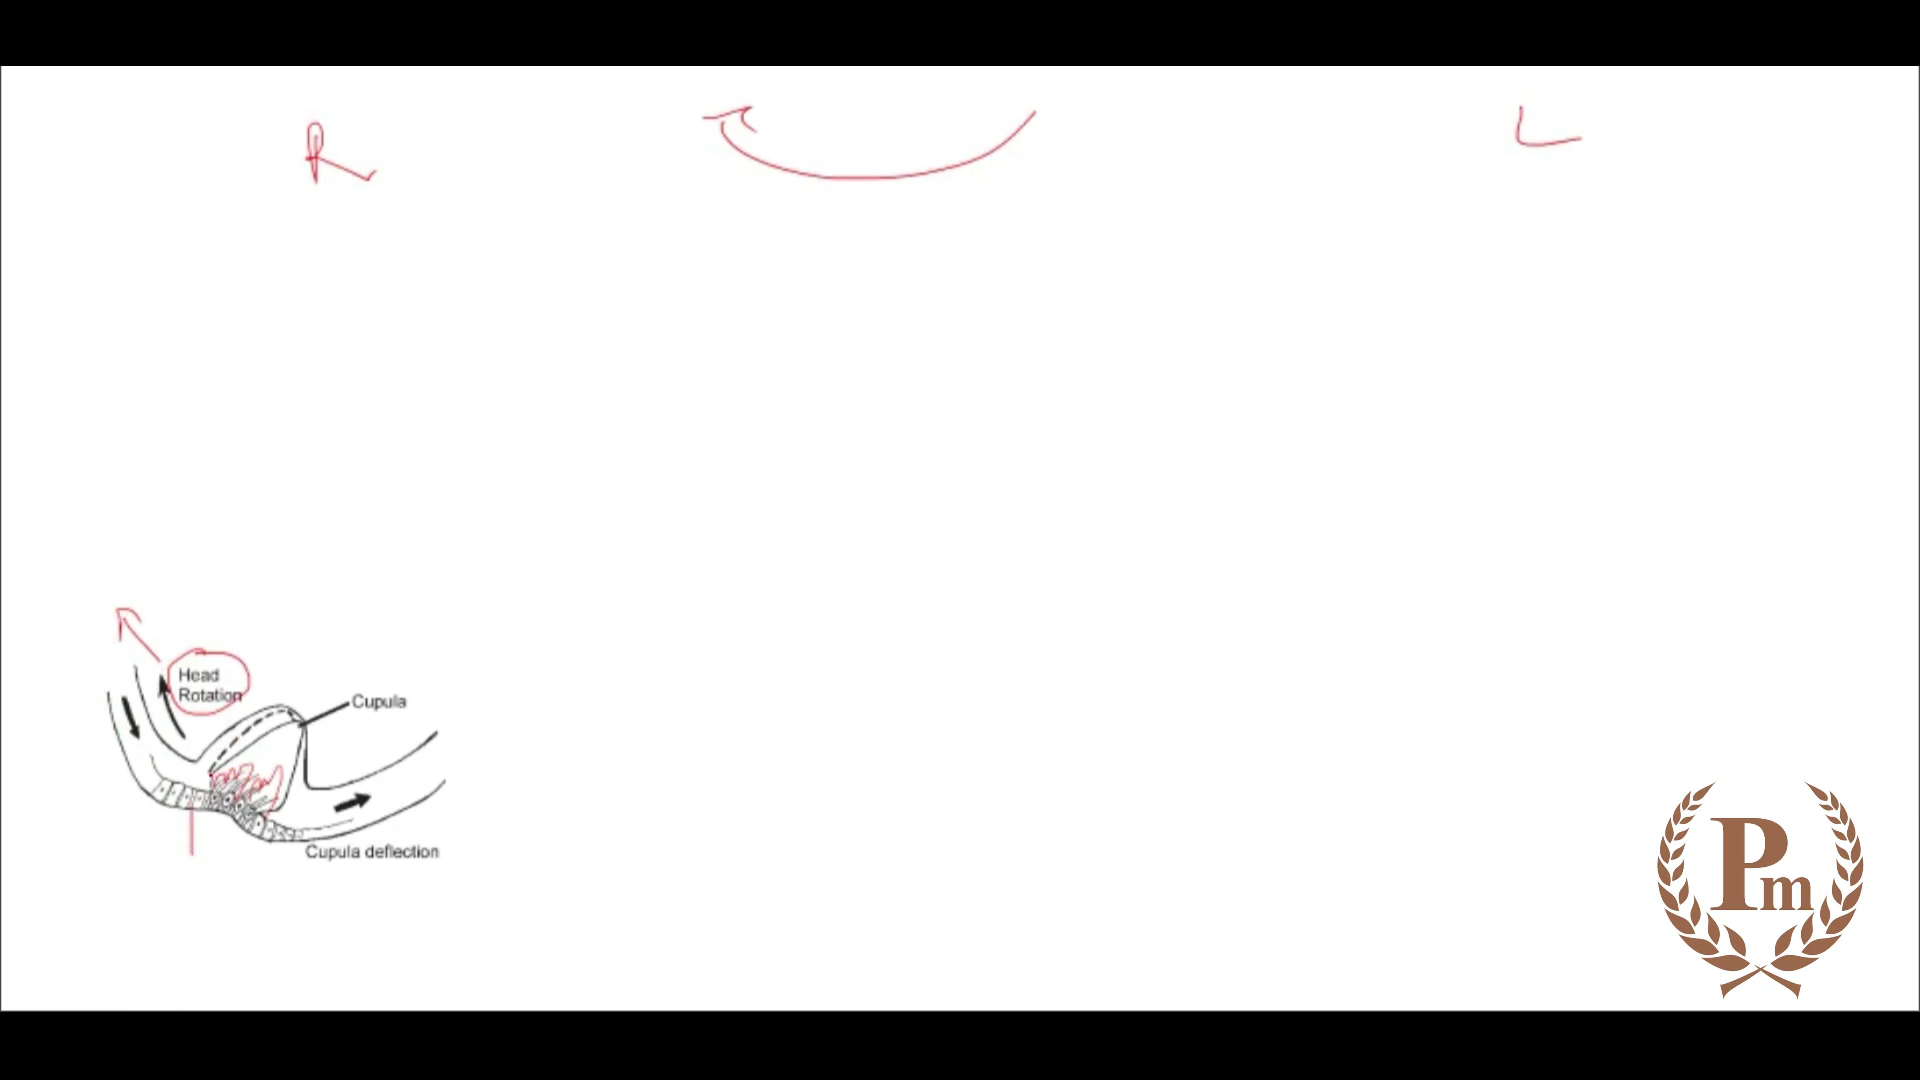 R
L
Head
Rotation
Cupula
Cupula deflection
Pm